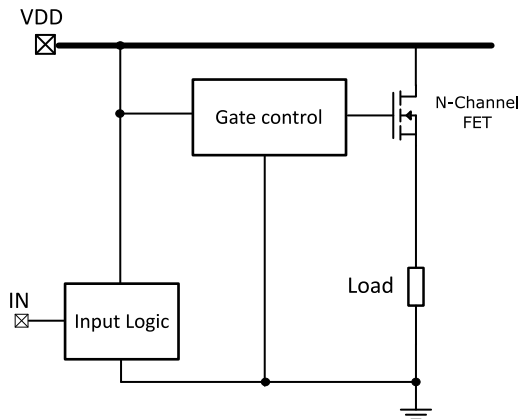 VDD
Gate control
N-Channel
FET
Load
IN
Input Logic